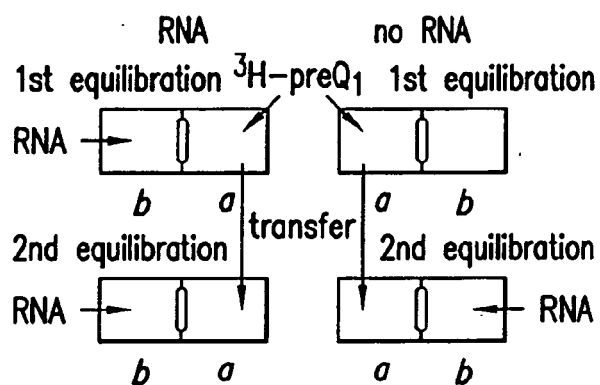 RNA no RNA
1st equilibration ³H-preQ₁ 1st equilibration
RNA
b a a b
transfer
2nd equilibration 2nd equilibration
RNA RNA
b a a b